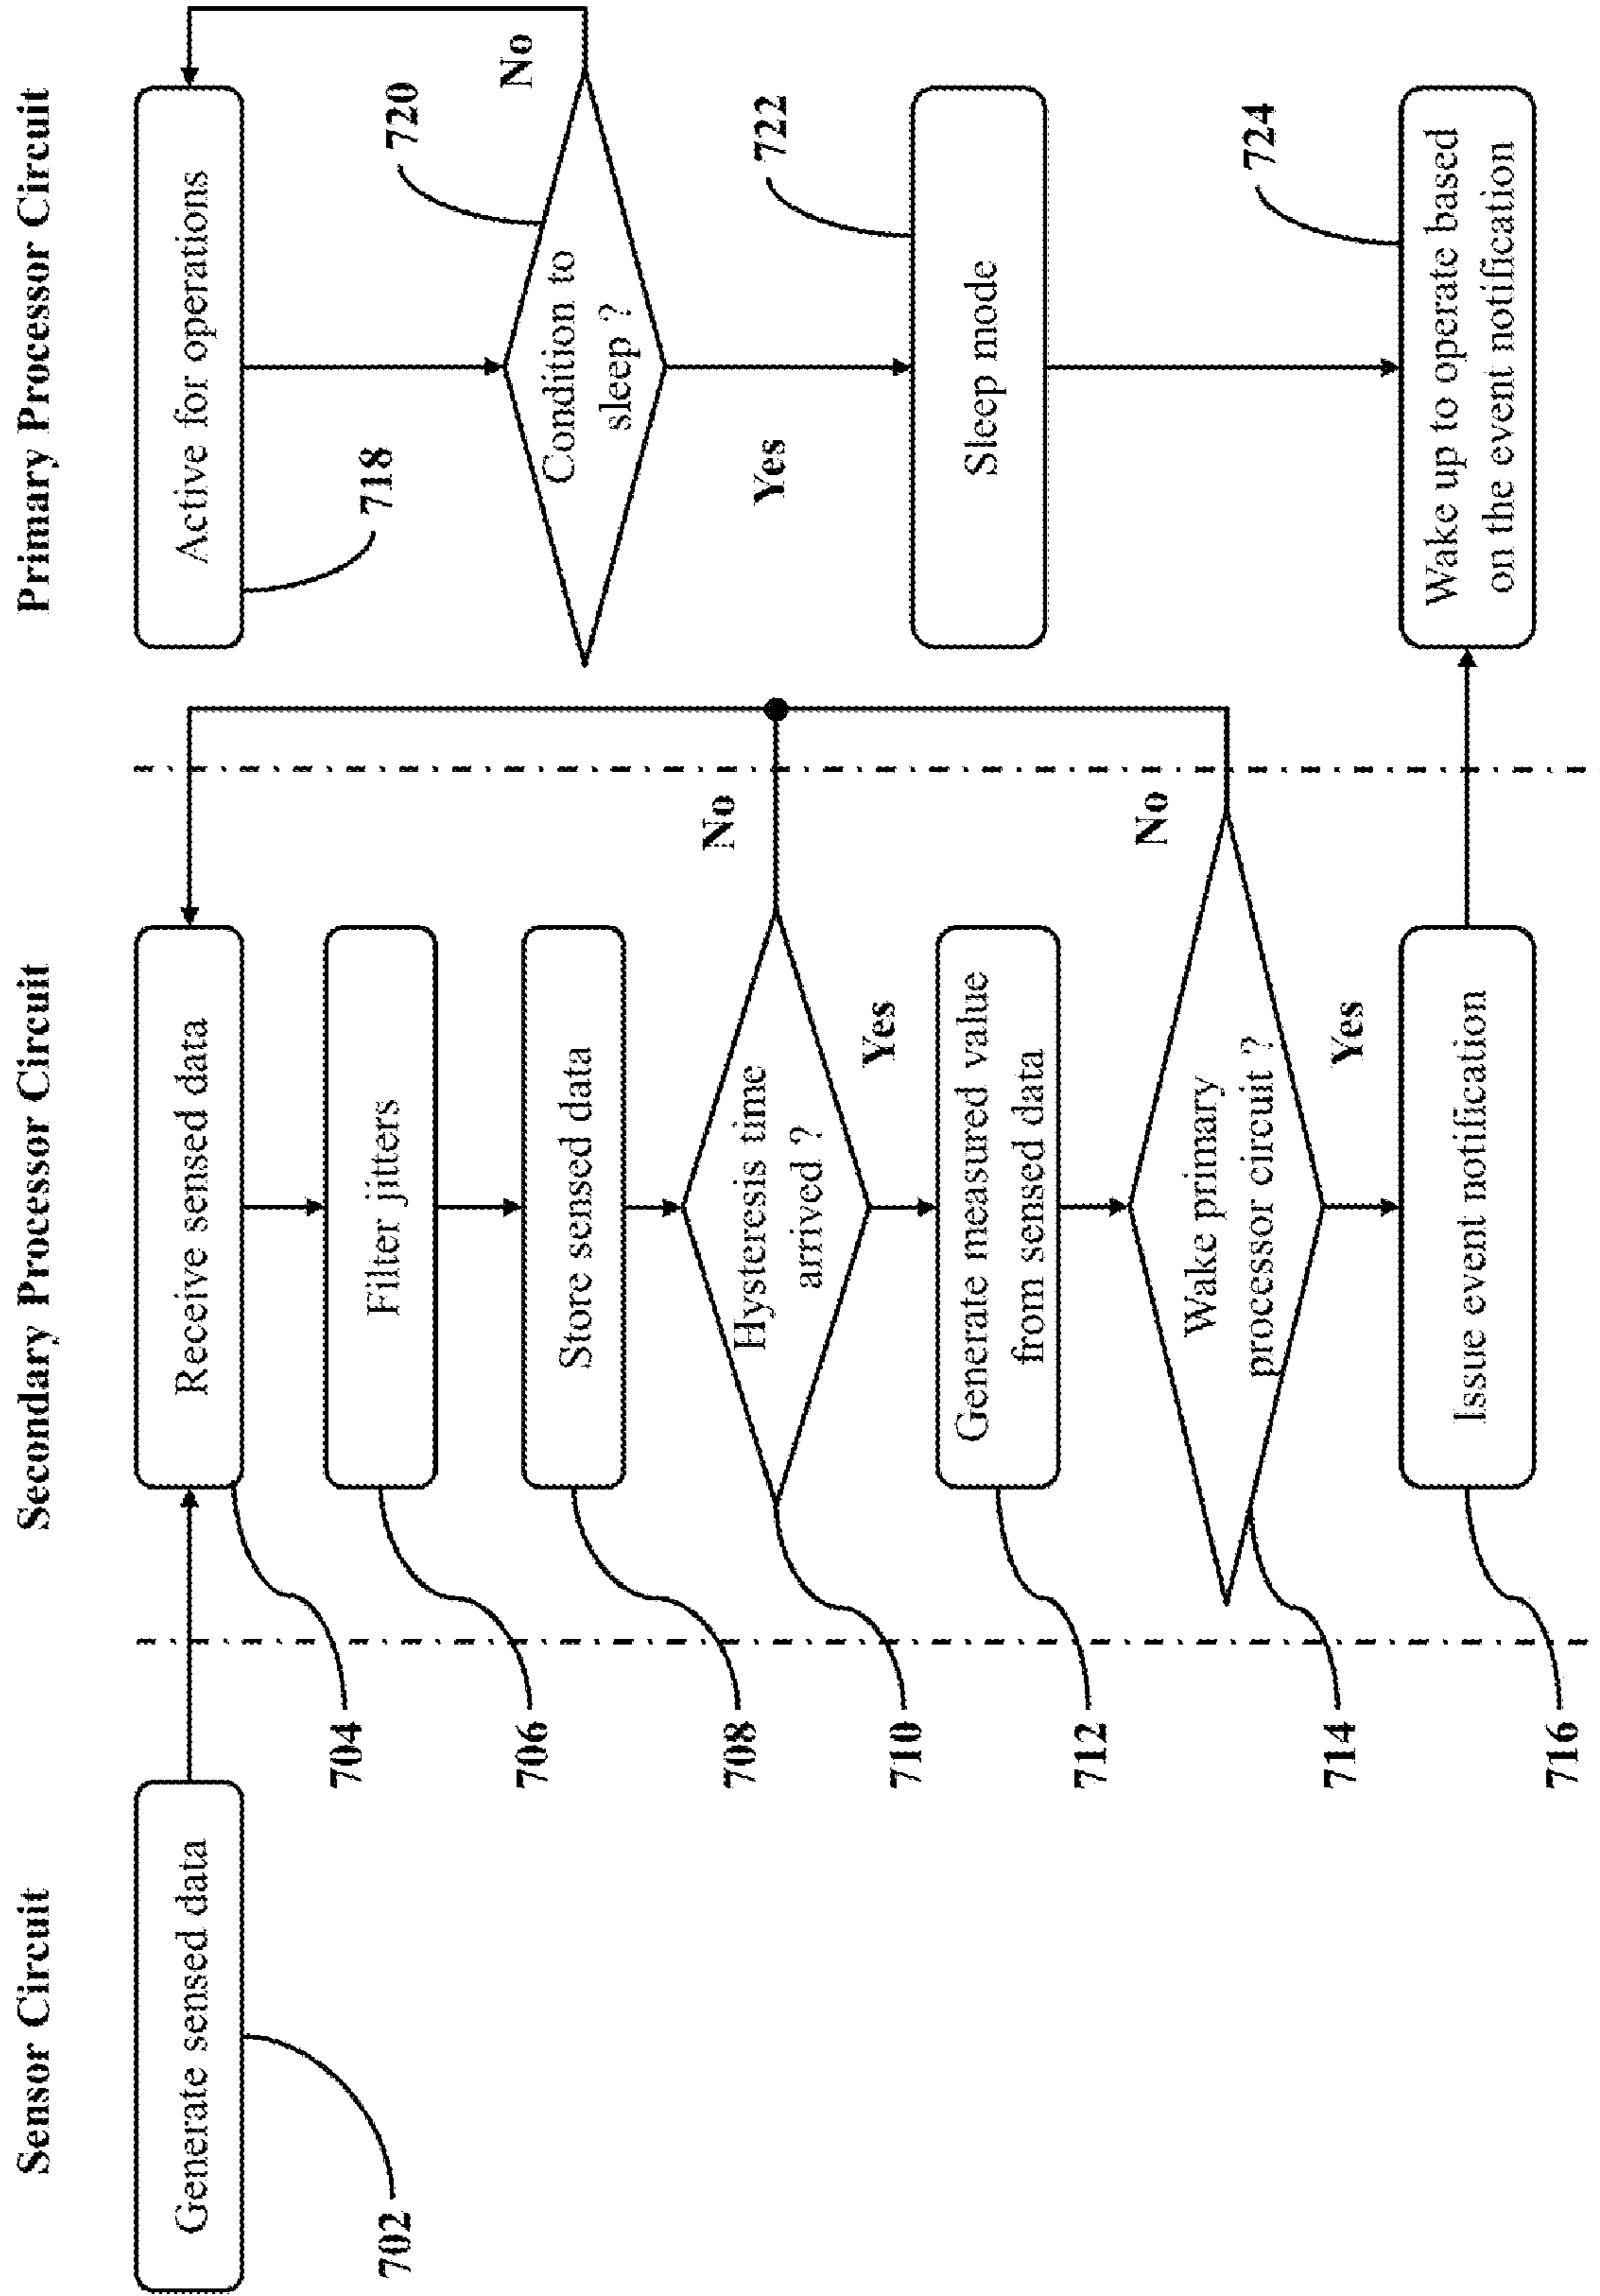 Sensor Circuit
Secondary Processor Circuit
Primary Processor Circuit
Generate sensed data
702
Receive sensed data
704
Filter jitters
706
Store sensed data
708
Hysteresis time
arrived ?
No
Yes
710
Generate measured value
from sensed data
712
Wake primary
processor circuit ?
No
Yes
714
Issue event notification
716
Active for operations
718
Condition to
sleep ?
No
Yes
720
Sleep mode
722
Wake up to operate based
on the event notification
724